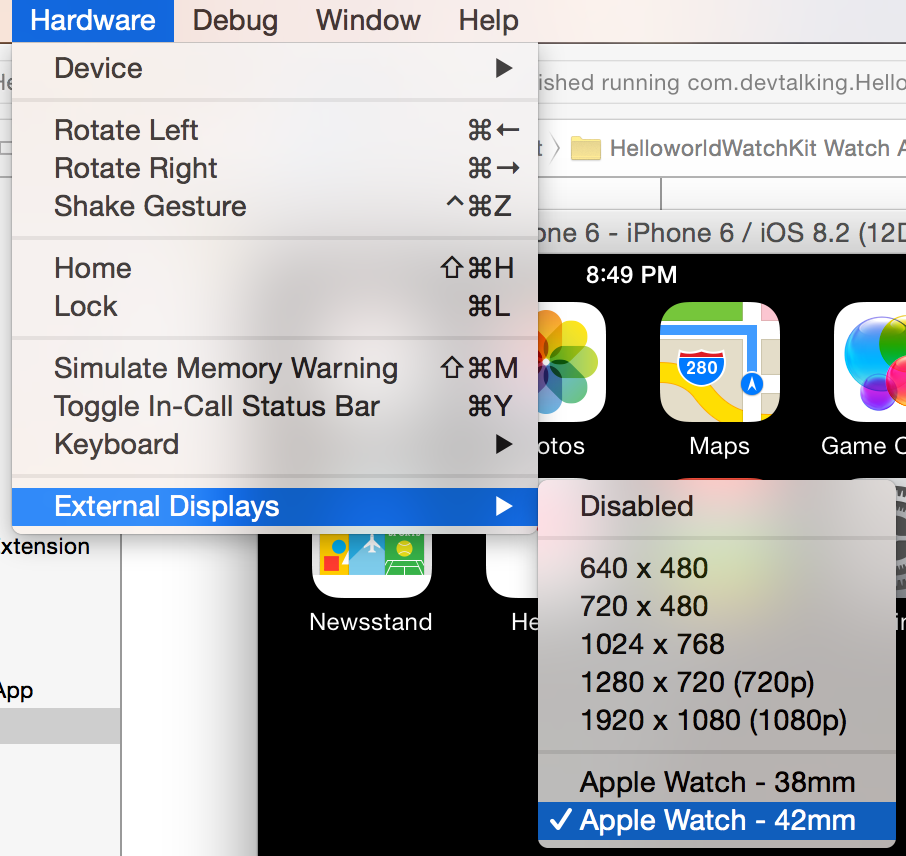 Hardware Debug Window Help
Device ▶
ished running com.devtalking.Hello
Rotate Left ⌘←
HelloworldWatchKit Watch A
Rotate Right ⌘→
Shake Gesture ^⌘Z
one 6 - iPhone 6 / iOS 8.2 (12D
Home ⇧⌘H
8:49 PM
Lock ⌘L
280
Simulate Memory Warning ⇧⌘M
Toggle In-Call Status Bar ⌘Y
Keyboard ▶
otos Maps Game C
External Displays ▶
Disabled
xtension
640 x 480
720 x 480
Newsstand He
1024 x 768
1280 x 720 (720p)
App
1920 x 1080 (1080p)
Apple Watch - 38mm
✓ Apple Watch - 42mm